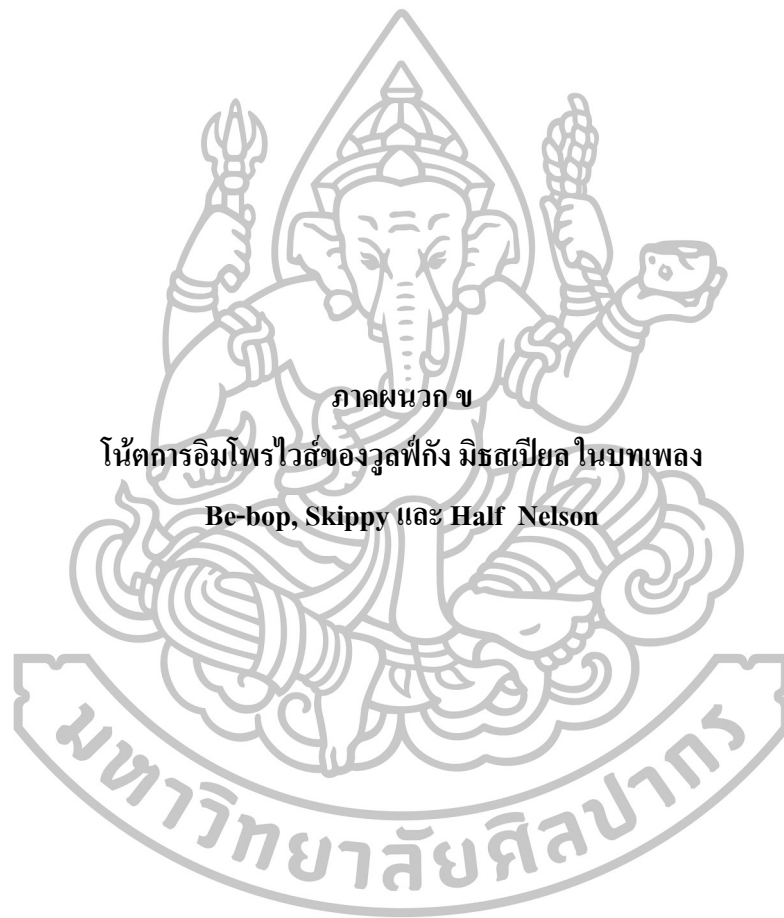 ภาคผนวก ข
โน้ตการอิมโพรไวส์ของวูลฟ์กัง มิธสเปียล ในบทเพลง
Be-bop, Skippy และ Half Nelson
มหาวิทยาลัยศิลปากร